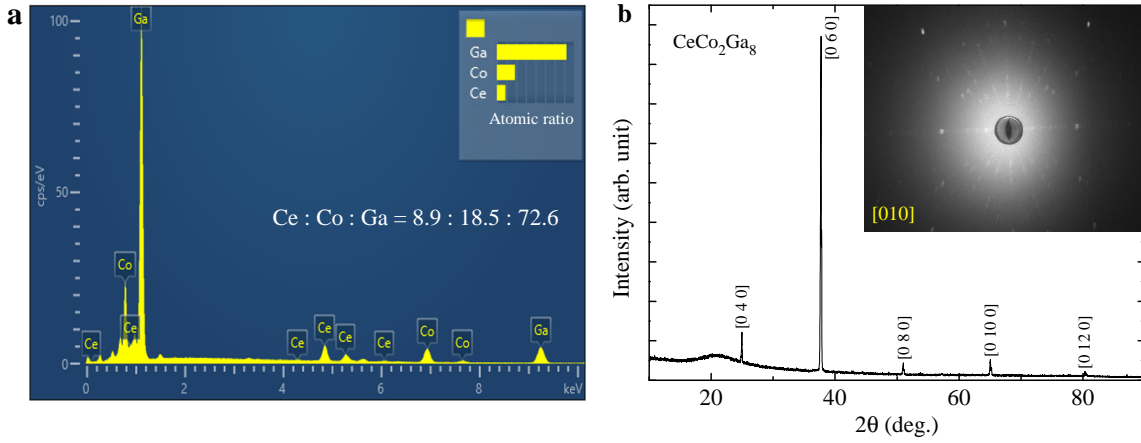 a
100
50
0
cps/eV
Ga
Co
Ce
Ce
Ce
Ce
Ce
Ce
Co
Co
Ga
0
2
4
6
8
keV
Ga
Co
Ce
Atomic ratio
Ce : Co : Ga = 8.9 : 18.5 : 72.6
b
CeCo₂Ga₈
Intensity (arb. unit)
[0 4 0]
[0 6 0]
[0 8 0]
[0 10 0]
[0 12 0]
[010]
20
40
60
80
2θ (deg.)